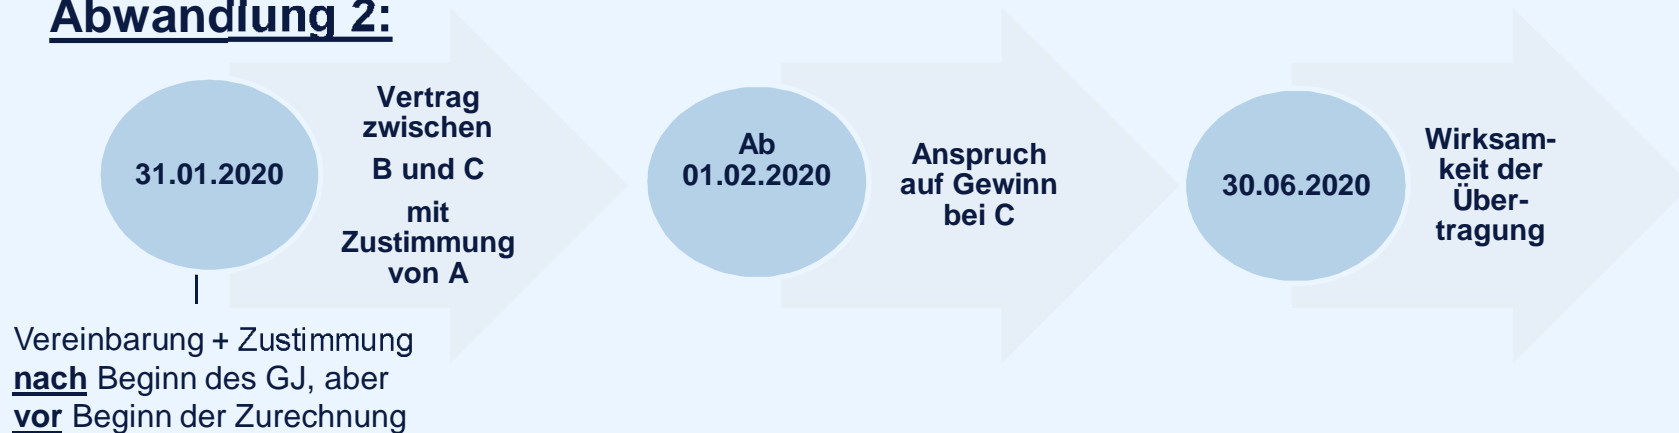 Abwandlung 2:
31.01.2020
Vertrag
zwischen
B und C
mit
Zustimmung
von A
Ab
01.02.2020
Anspruch
auf Gewinn
bei C
30.06.2020
Wirksam-
keit der
Über-
tragung
Vereinbarung + Zustimmung
nach Beginn des GJ, aber
vor Beginn der Zurechnung